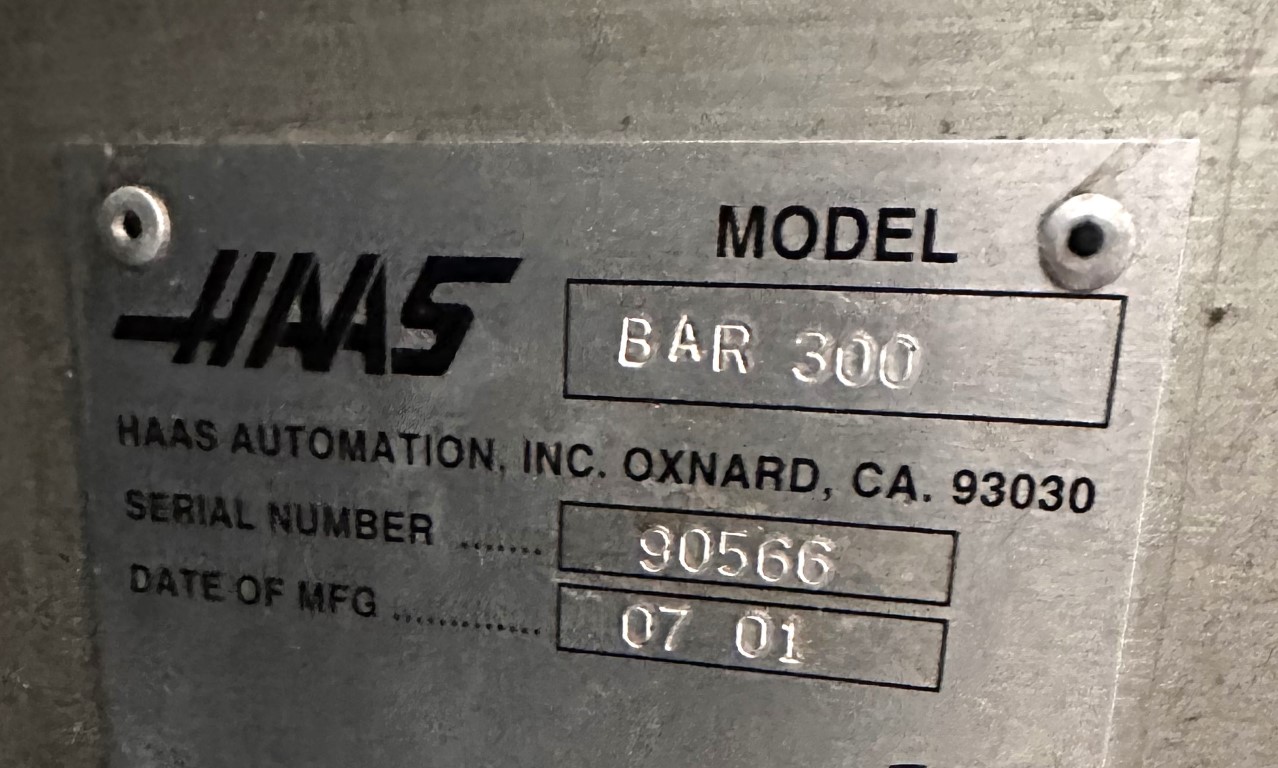 MODEL
HAAS
BAR 300
HAAS AUTOMATION, INC. OXNARD, CA. 93030
SERIAL NUMBER ....... 90566
DATE OF MFG ............. 07 01